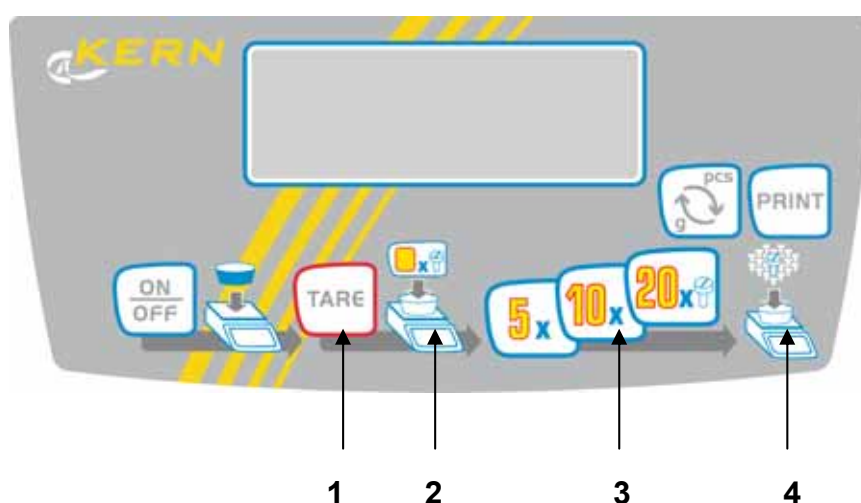 KERN
pcs
g
PRINT
ON
OFF
TARE
x
5x
10x
20x
1 2 3 4